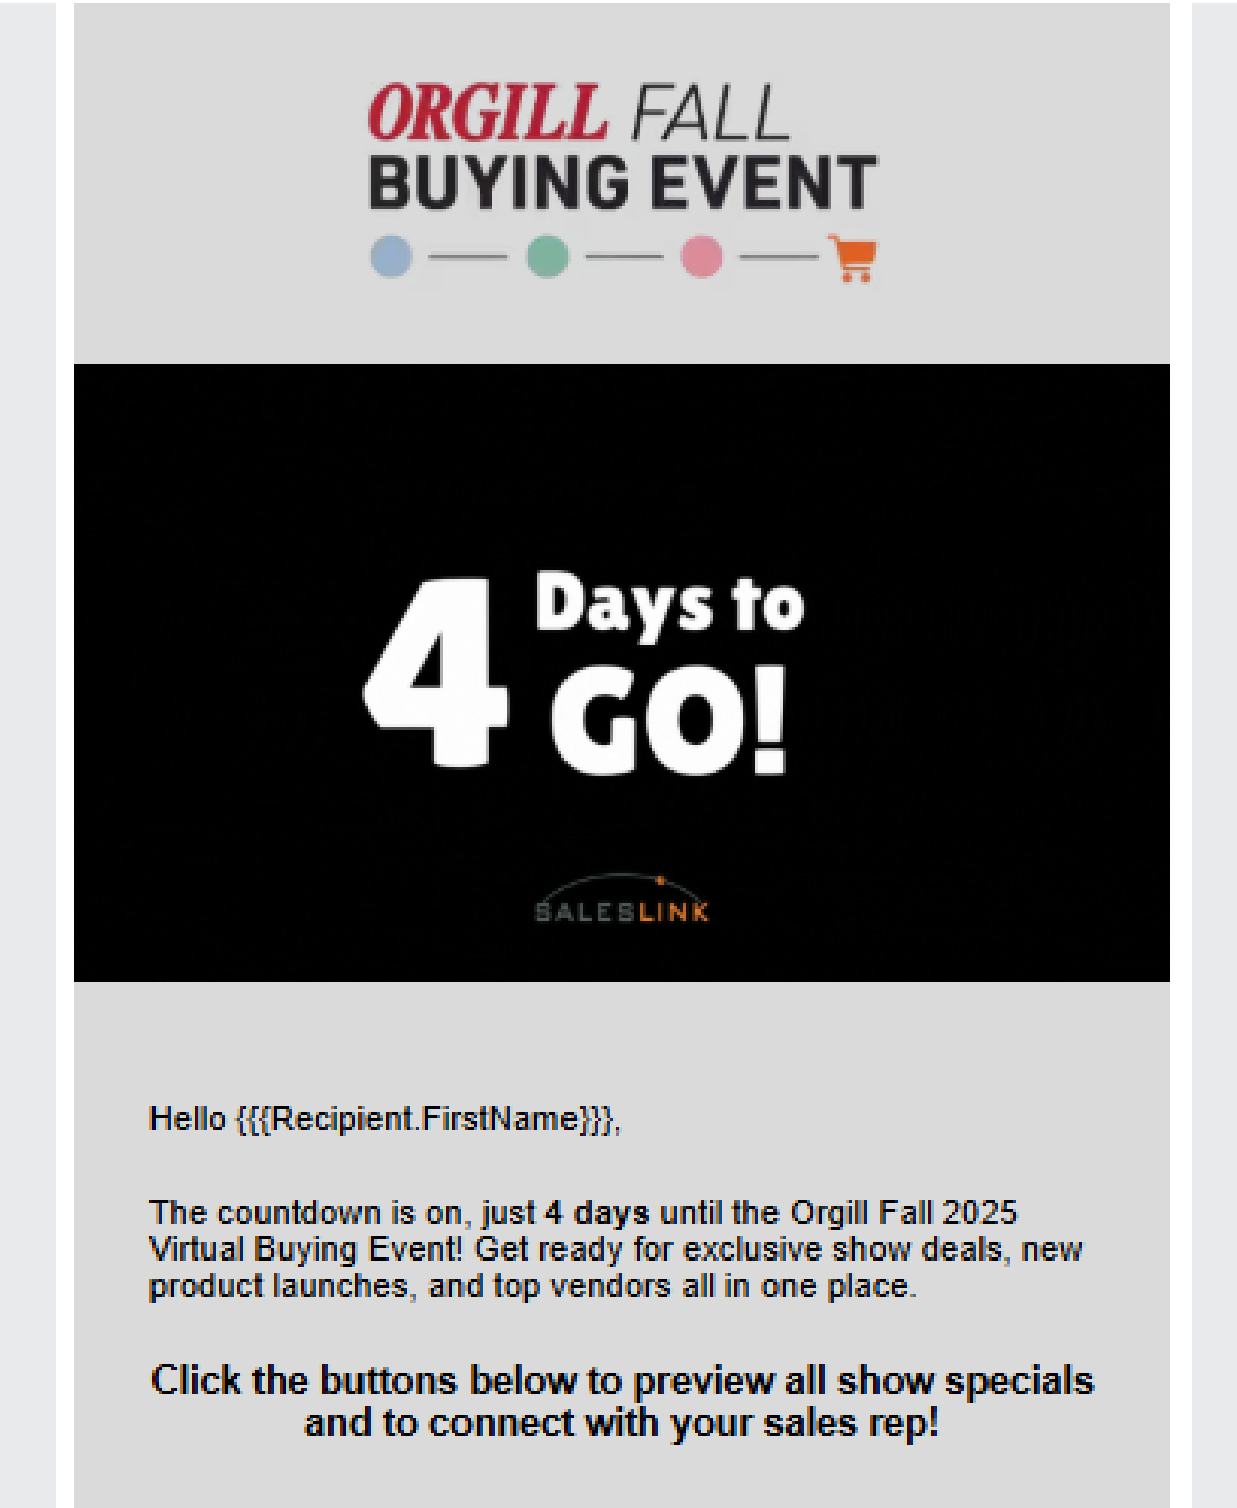 ORGILL FALL
BUYING EVENT
4 Days to
GO!
SALESLINK
Hello {{{Recipient.FirstName}}},
The countdown is on, just 4 days until the Orgill Fall 2025
Virtual Buying Event! Get ready for exclusive show deals, new
product launches, and top vendors all in one place.
Click the buttons below to preview all show specials
and to connect with your sales rep!